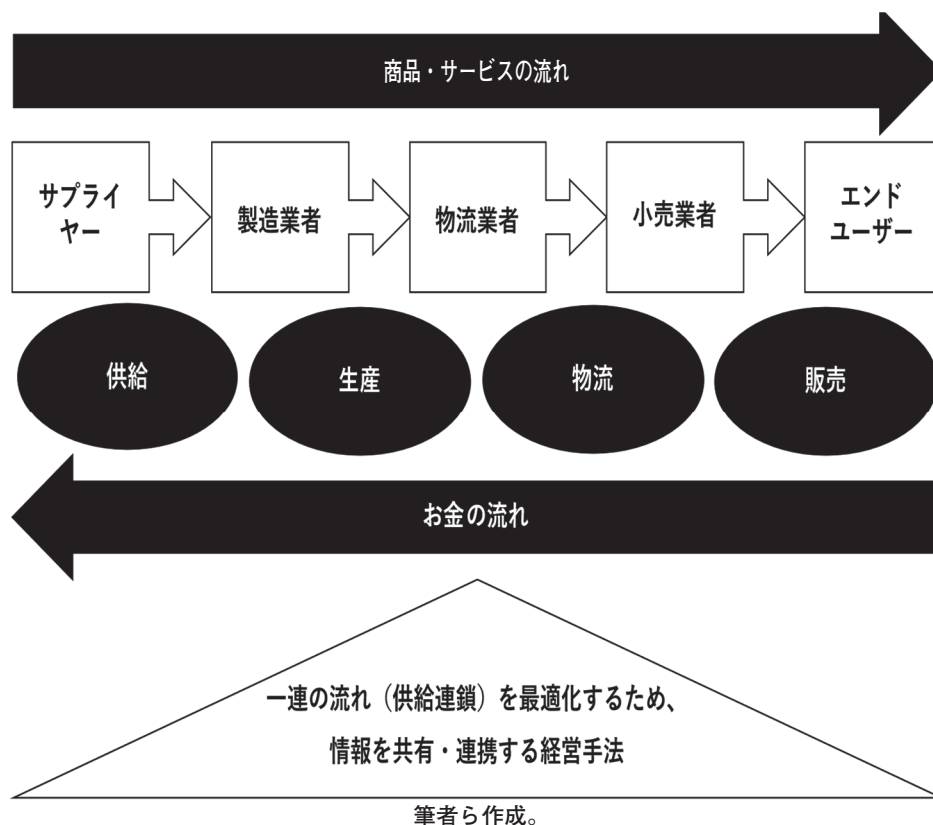 商品・サービスの流れ
サプライ
ヤー
製造業者
物流業者
小売業者
エンド
ユーザー
供給
生産
物流
販売
お金の流れ
一連の流れ（供給連鎖）を最適化するため、
情報を共有・連携する経営手法
筆者ら作成。